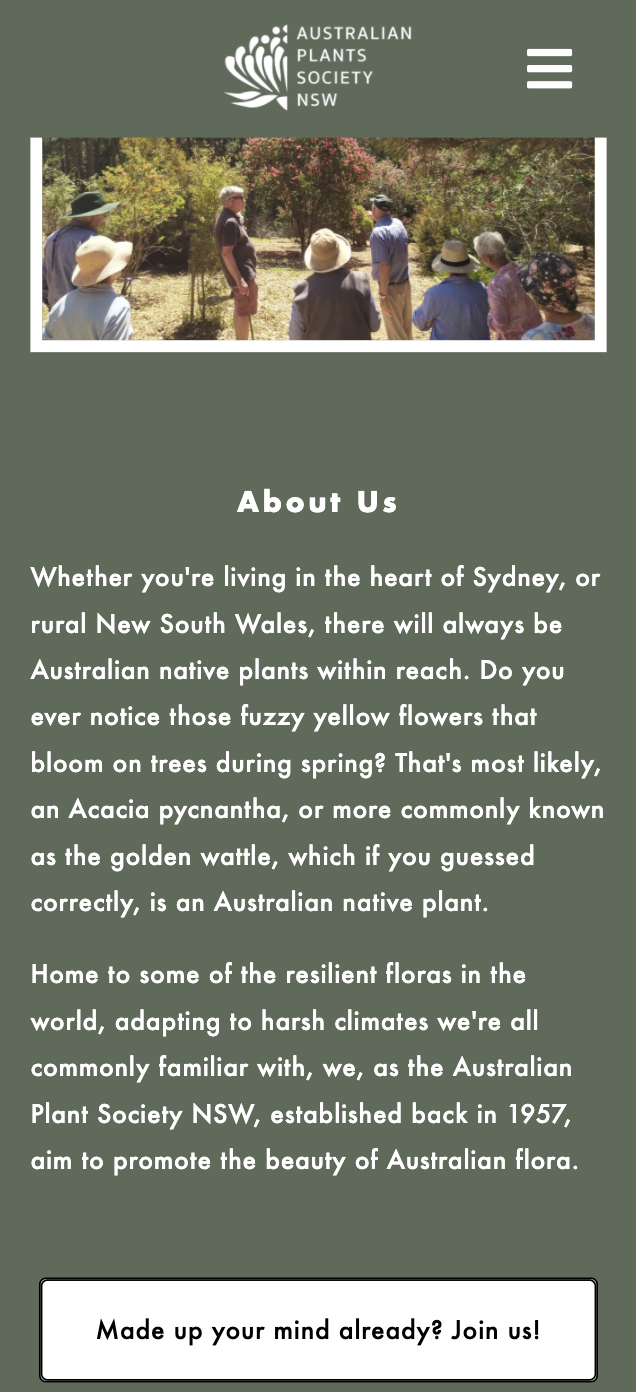 AUSTRALIAN
PLANTS
SOCIETY
NSW
About Us
Whether you're living in the heart of Sydney, or
rural New South Wales, there will always be
Australian native plants within reach. Do you
ever notice those fuzzy yellow flowers that
bloom on trees during spring? That's most likely,
an Acacia pycnantha, or more commonly known
as the golden wattle, which if you guessed
correctly, is an Australian native plant.
Home to some of the resilient floras in the
world, adapting to harsh climates we're all
commonly familiar with, we, as the Australian
Plant Society NSW, established back in 1957,
aim to promote the beauty of Australian flora.
Made up your mind already? Join us!